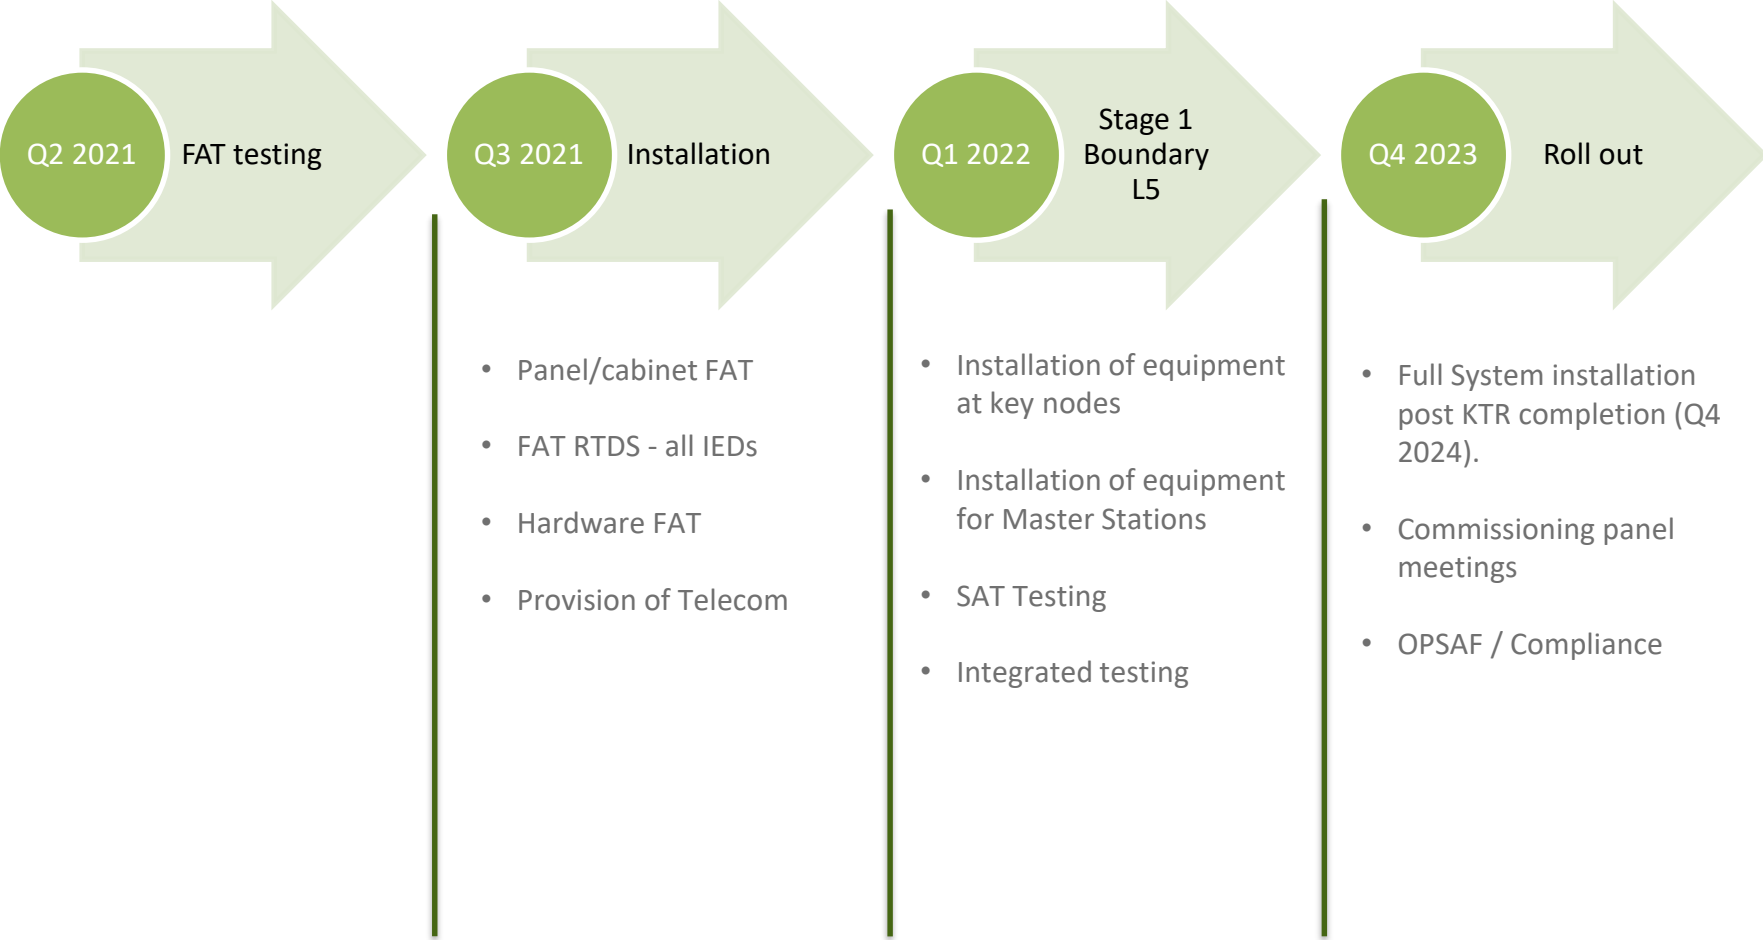 Q2 2021
FAT testing
Q3 2021
Installation
Q1 2022
Stage 1
Boundary
L5
Q4 2023
Roll out
• Panel/cabinet FAT
• FAT RTDS - all IEDs
• Hardware FAT
• Provision of Telecom
• Installation of equipment
at key nodes
• Installation of equipment
for Master Stations
• SAT Testing
• Integrated testing
• Full System installation
post KTR completion (Q4
2024).
• Commissioning panel
meetings
• OPSAF / Compliance